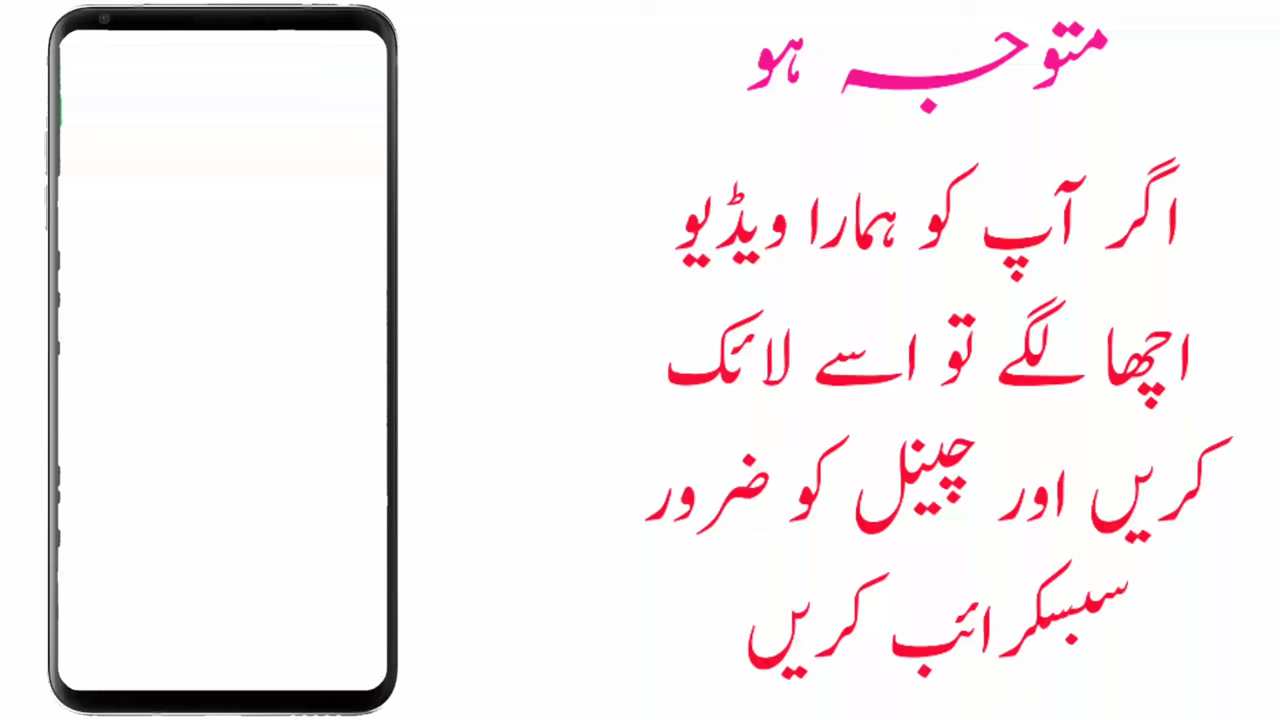 متوجہ ہو
اگر آپ کو ہمارا ویڈیو
اچھا لگے تو اسے لائک
کریں اور چینل کو ضرور
سبسکرائب کریں